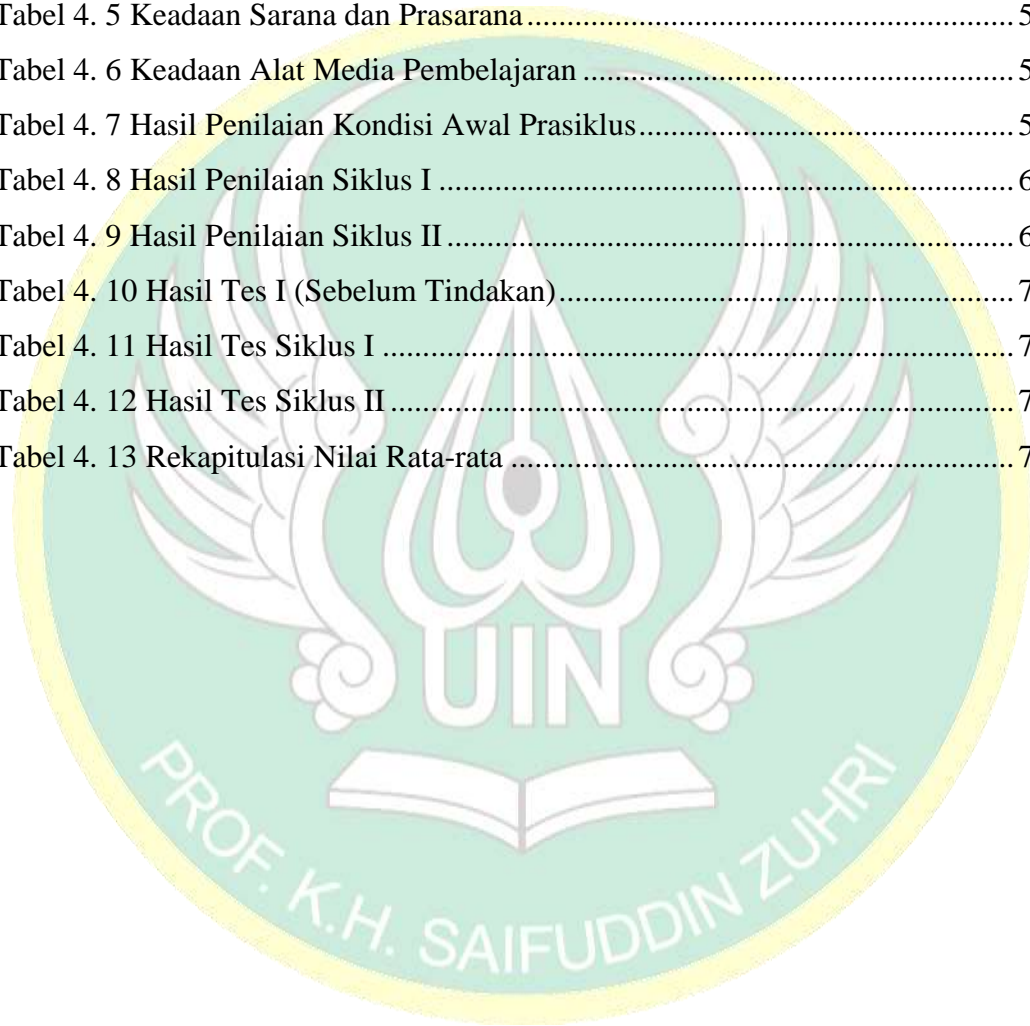 Tabel 4. 5 Keadaan Sarana dan Prasarana ........................ 5
Tabel 4. 6 Keadaan Alat Media Pembelajaran ........................ 5
Tabel 4. 7 Hasil Penilaian Kondisi Awal Prasiklus ........................ 5
Tabel 4. 8 Hasil Penilaian Siklus I ........................ 6
Tabel 4. 9 Hasil Penilaian Siklus II ........................ 6
Tabel 4. 10 Hasil Tes I (Sebelum Tindakan) ........................ 7
Tabel 4. 11 Hasil Tes Siklus I ........................ 7
Tabel 4. 12 Hasil Tes Siklus II ........................ 7
Tabel 4. 13 Rekapitulasi Nilai Rata-rata ........................ 7
UIN
PROF. K.H. SAIFUDDIN ZUHRI